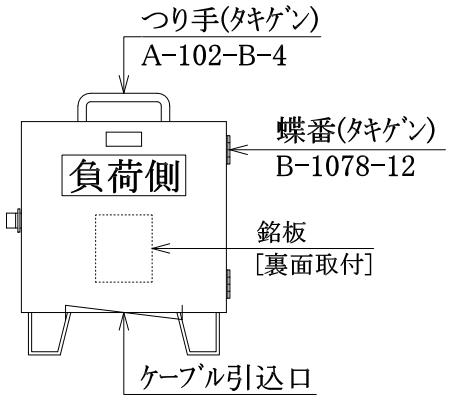 つり手(ﾀｷｹﾞﾝ)
A-102-B-4
蝶番(ﾀｷｹﾞﾝ)
B-1078-12
負荷側
銘板
[裏面取付]
ｹｰﾌﾞﾙ引込口